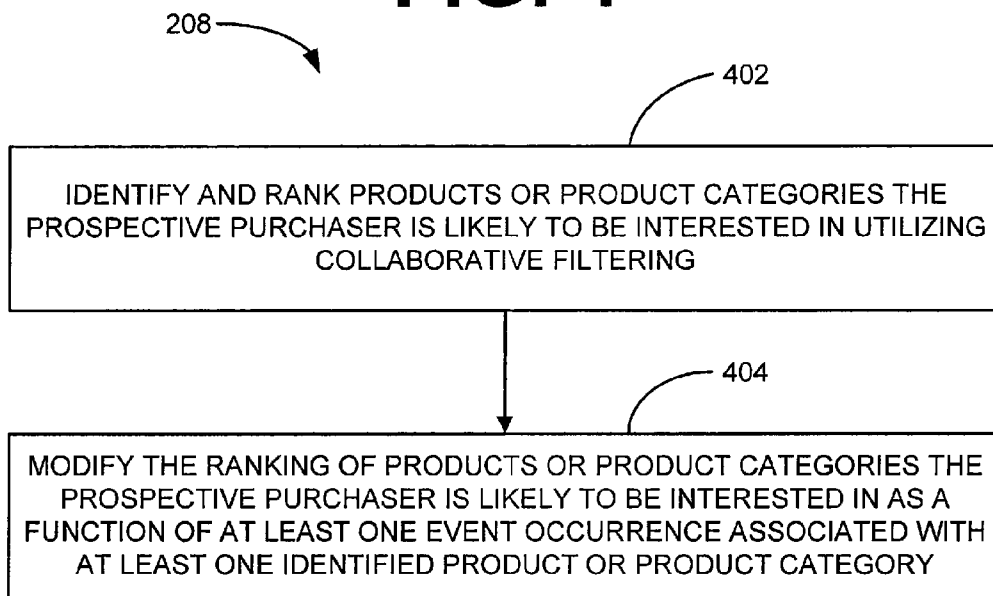 208
402
IDENTIFY AND RANK PRODUCTS OR PRODUCT CATEGORIES THE
PROSPECTIVE PURCHASER IS LIKELY TO BE INTERESTED IN UTILIZING
COLLABORATIVE FILTERING
404
MODIFY THE RANKING OF PRODUCTS OR PRODUCT CATEGORIES THE
PROSPECTIVE PURCHASER IS LIKELY TO BE INTERESTED IN AS A
FUNCTION OF AT LEAST ONE EVENT OCCURRENCE ASSOCIATED WITH
AT LEAST ONE IDENTIFIED PRODUCT OR PRODUCT CATEGORY